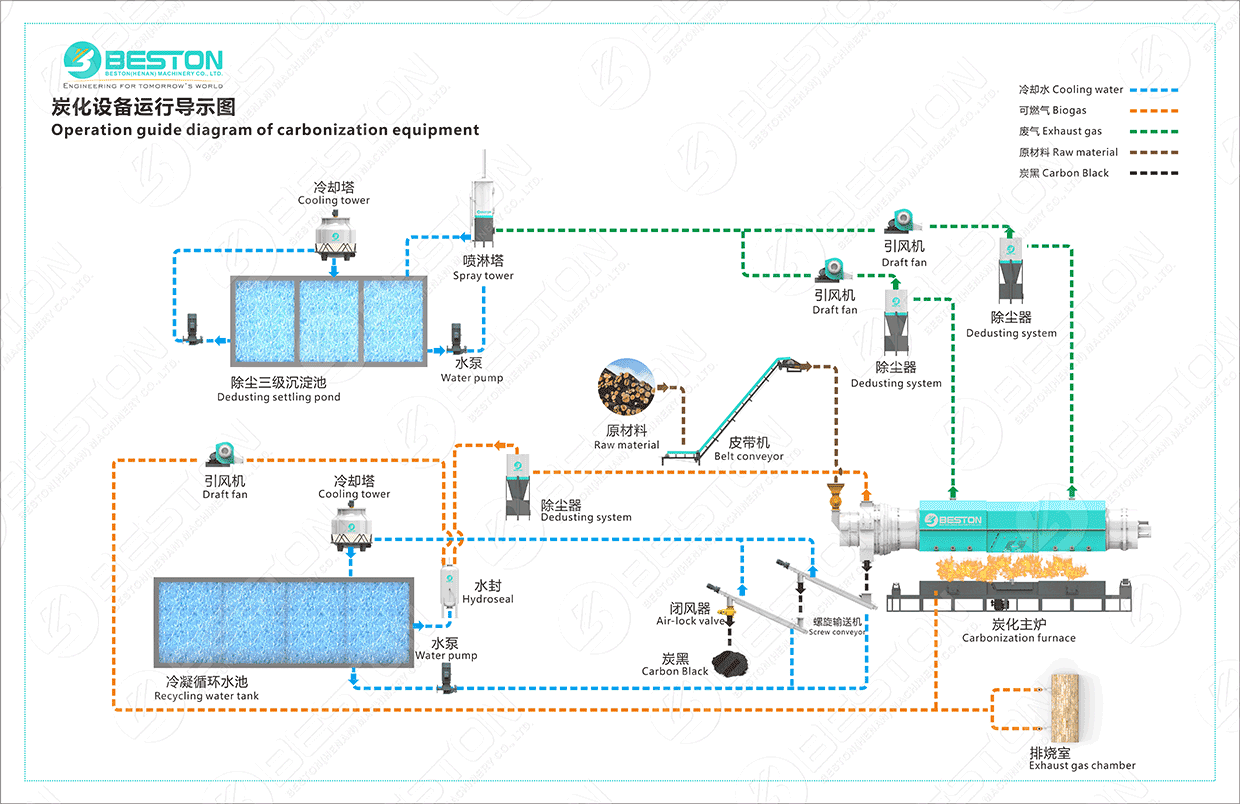 BESTON
BESTON(HENAN) MACHINERY CO., LTD.
ENGINEERING FOR TOMORROW'S WORLD
炭化设备运行导示图
Operation guide diagram of carbonization equipment
冷却水 Cooling water
可燃气 Biogas
废气 Exhaust gas
原材料 Raw material
炭黑 Carbon Black
冷却塔
Cooling tower
BESTON
喷淋塔
Spray tower
引风机
Draft fan
引风机
Draft fan
除尘器
Dedusting system
除尘器
Dedusting system
水泵
Water pump
除尘三级沉淀池
Dedusting settling pond
原材料
Raw material
皮带机
Belt conveyor
引风机
Draft fan
冷却塔
Cooling tower
除尘器
Dedusting system
BESTON
水封
Hydroseal
闭风器
Air-lock valve
螺旋输送机
Screw conveyor
炭化主炉
Carbonization furnace
水泵
Water pump
炭黑
Carbon Black
冷凝循环水池
Recycling water tank
排烧室
Exhaust gas chamber